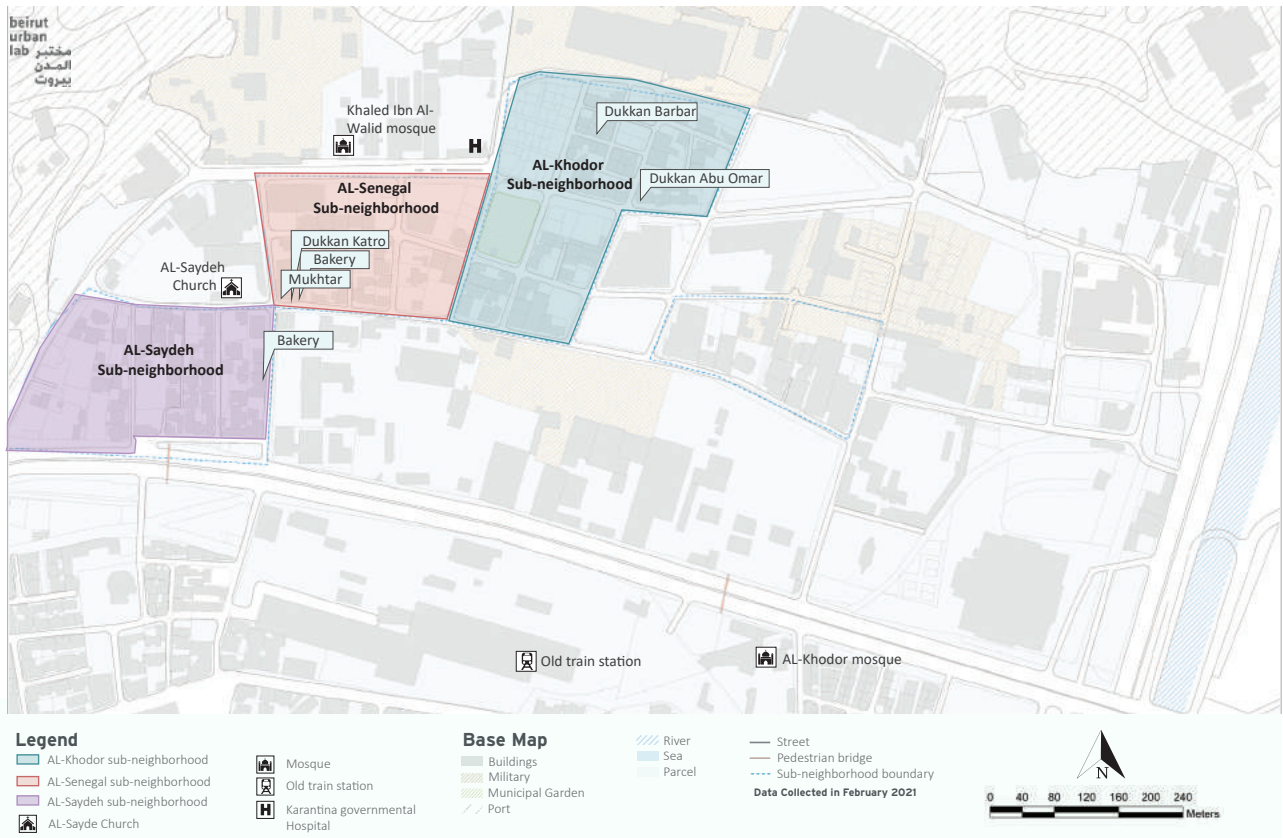 beirut
urban
lab مختبر
المدن
بيروت
Khaled Ibn Al-
Walid mosque
H
Dukkan Barbar
AL-Khodor
Sub-neighborhood
Dukkan Abu Omar
AL-Senegal
Sub-neighborhood
Dukkan Katro
Bakery
Mukhtar
AL-Saydeh
Church
Bakery
AL-Saydeh
Sub-neighborhood
Old train station
AL-Khodor mosque
Legend
AL-Khodor sub-neighborhood
AL-Senegal sub-neighborhood
AL-Saydeh sub-neighborhood
AL-Sayde Church
Mosque
Old train station
H Karantina governmental
Hospital
Base Map
Buildings
Military
Municipal Garden
Port
River
Sea
Parcel
Street
Pedestrian bridge
Sub-neighborhood boundary
Data Collected in February 2021
N
0 40 80 120 160 200 240
Meters